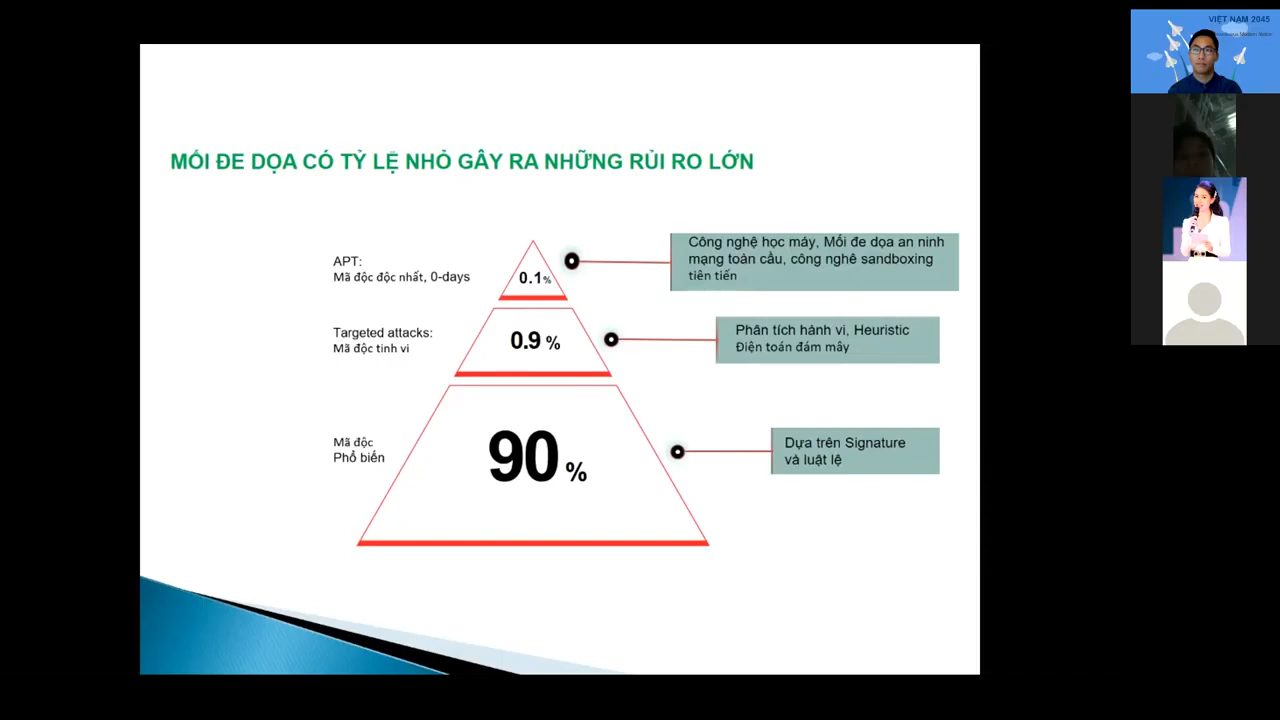 VIỆT NAM 2045
MỐI ĐE DỌA CÓ TỶ LỆ NHỎ GÂY RA NHỮNG RỦI RO LỚN
APT:
Mã độc độc nhất, 0-days
0.1%
Công nghệ học máy, Mối đe dọa an ninh
mạng toàn cầu, công nghê sandboxing
tiên tiến
Targeted attacks:
Mã độc tinh vi
0.9 %
Phân tích hành vi, Heuristic
Điện toán đám mây
Mã độc
Phổ biến
90 %
Dựa trên Signature
và luật lệ